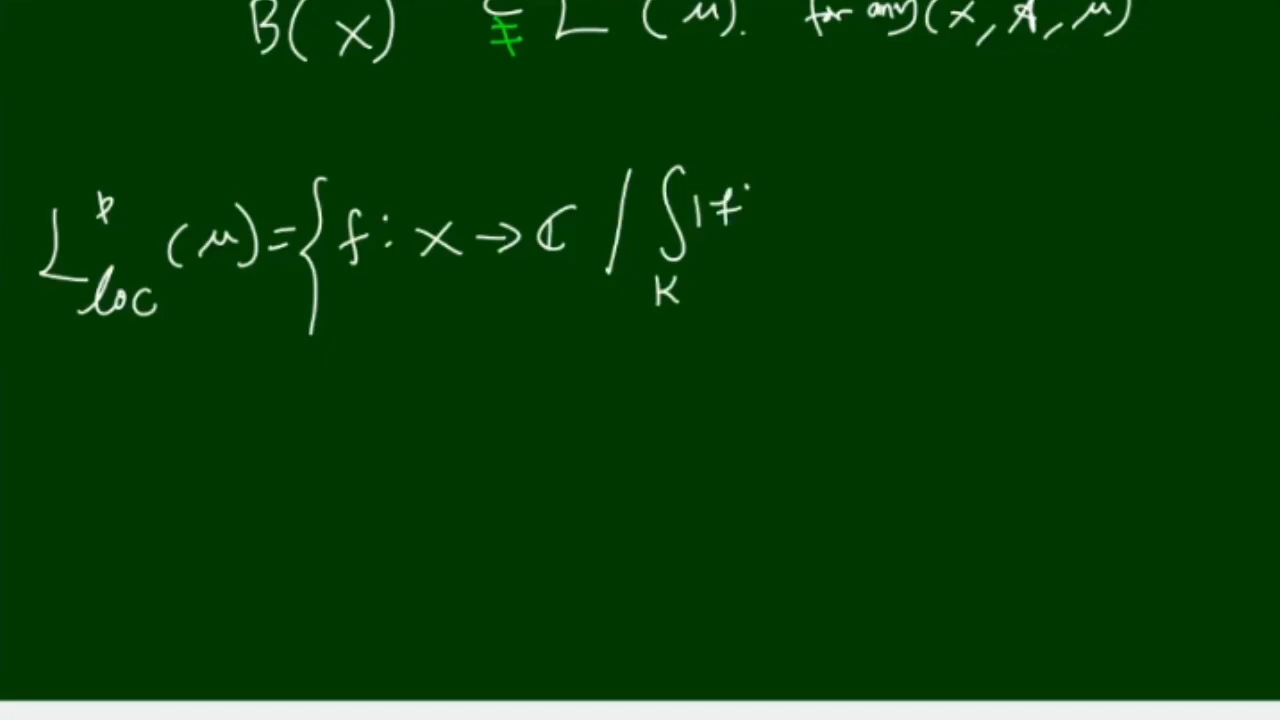 B(X) ⊊ L (μ). for any (X, A, μ)
L^p_loc (μ) = { f : X → ℂ / ∫_K |f